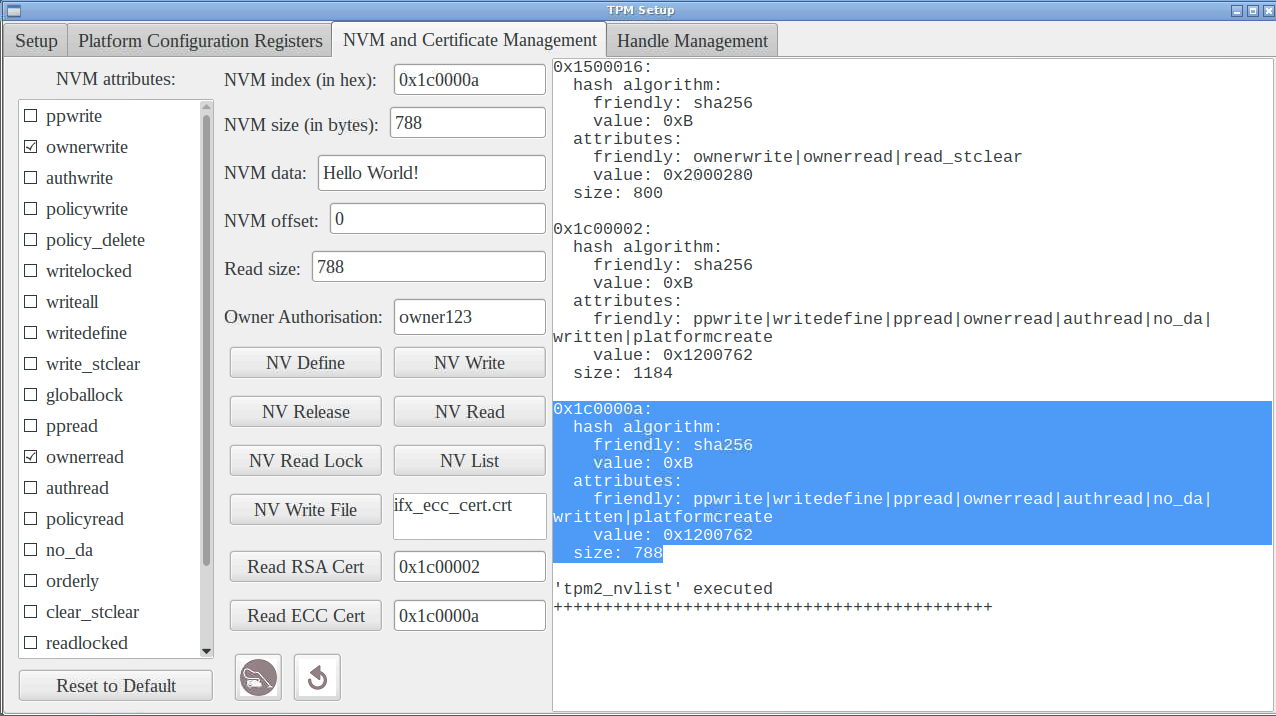 TPM Setup
Setup
Platform Configuration Registers
NVM and Certificate Management
Handle Management
NVM attributes:
ppwrite
ownerwrite
authwrite
policywrite
policy_delete
writelocked
writeall
writedefine
write_stclear
globallock
ppread
ownerread
authread
policyread
no_da
orderly
clear_stclear
readlocked
Reset to Default
NVM index (in hex): 0x1c0000a
NVM size (in bytes): 788
NVM data: Hello World!
NVM offset: 0
Read size: 788
Owner Authorisation: owner123
NV Define
NV Write
NV Release
NV Read
NV Read Lock
NV List
NV Write File
ifx_ecc_cert.crt
Read RSA Cert
0x1c00002
Read ECC Cert
0x1c0000a
0x1500016:
  hash algorithm:
    friendly: sha256
    value: 0xB
  attributes:
    friendly: ownerwrite|ownerread|read_stclear
    value: 0x2000280
  size: 800
0x1c00002:
  hash algorithm:
    friendly: sha256
    value: 0xB
  attributes:
    friendly: ppwrite|writedefine|ppread|ownerread|authread|no_da|
written|platformcreate
    value: 0x1200762
  size: 1184
0x1c0000a:
  hash algorithm:
    friendly: sha256
    value: 0xB
  attributes:
    friendly: ppwrite|writedefine|ppread|ownerread|authread|no_da|
written|platformcreate
    value: 0x1200762
  size: 788
'tpm2_nvlist' executed
++++++++++++++++++++++++++++++++++++++++++++